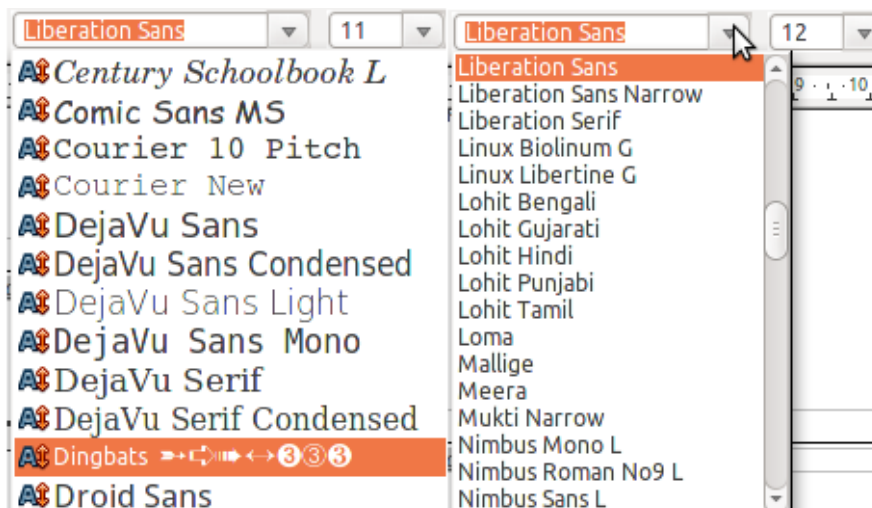 Liberation Sans 11
Century Schoolbook L
Comic Sans MS
Courier 10 Pitch
Courier New
DejaVu Sans
DejaVu Sans Condensed
DejaVu Sans Light
DejaVu Sans Mono
DejaVu Serif
DejaVu Serif Condensed
Dingbats ➳➪➠↔❸③❸
Droid Sans
Liberation Sans 12
Liberation Sans
Liberation Sans Narrow
Liberation Serif
Linux Biolinum G
Linux Libertine G
Lohit Bengali
Lohit Gujarati
Lohit Hindi
Lohit Punjabi
Lohit Tamil
Loma
Mallige
Meera
Mukti Narrow
Nimbus Mono L
Nimbus Roman No9 L
Nimbus Sans L
9 · 10